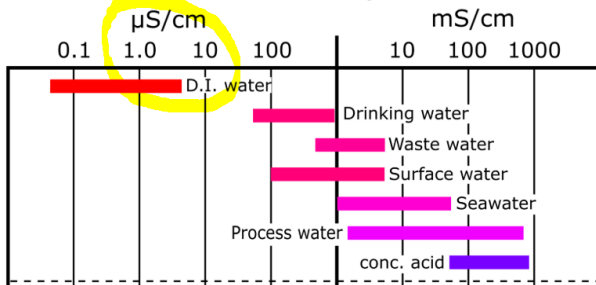 µS/cm mS/cm
0.1 1.0 10 100 10 100 1000
D.I. water
Drinking water
Waste water
Surface water
Seawater
Process water
conc. acid